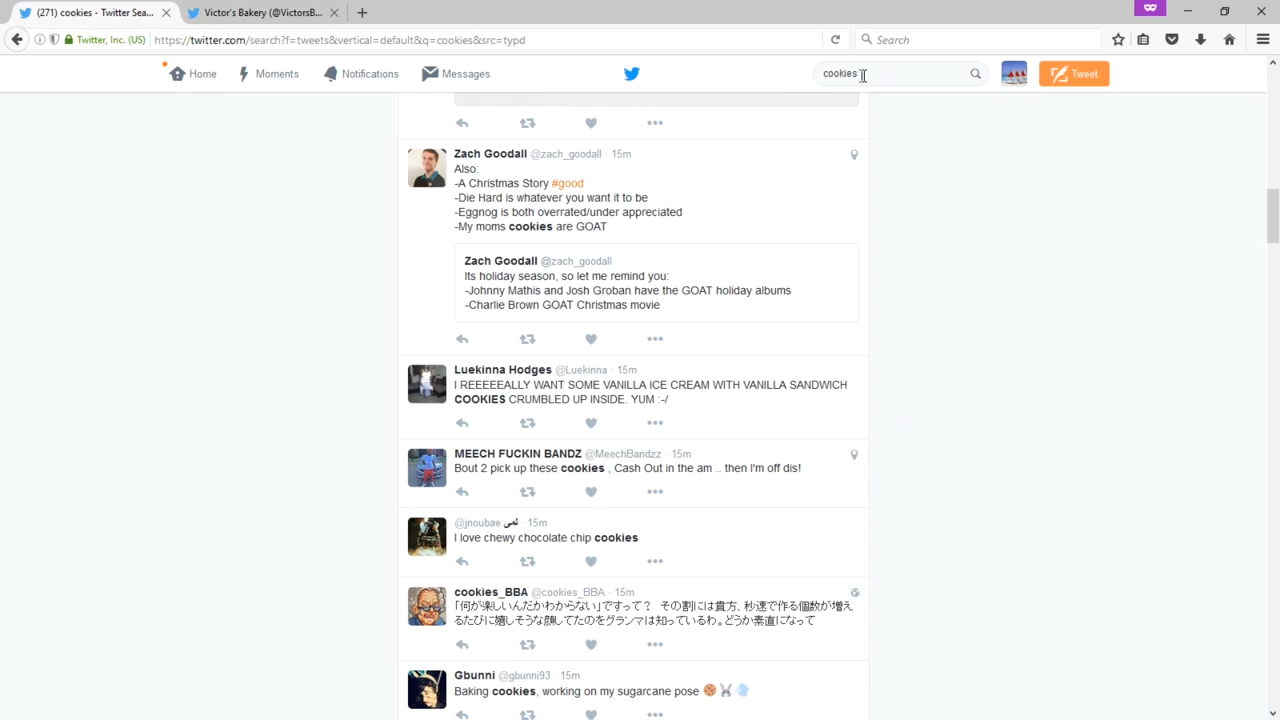 (271) cookies - Twitter Sea...
Victor's Bakery (@VictorsB...
Twitter, Inc. (US)
https://twitter.com/search?f=tweets&vertical=default&q=cookies&src=typd
Search
Home
Moments
Notifications
Messages
cookies
Tweet
Zach Goodall @zach_goodall · 15m
Also:
-A Christmas Story #good
-Die Hard is whatever you want it to be
-Eggnog is both overrated/under appreciated
-My moms cookies are GOAT
Zach Goodall @zach_goodall
Its holiday season, so let me remind you:
-Johnny Mathis and Josh Groban have the GOAT holiday albums
-Charlie Brown GOAT Christmas movie
Luekinna Hodges @Luekinna · 15m
I REEEEEALLY WANT SOME VANILLA ICE CREAM WITH VANILLA SANDWICH
COOKIES CRUMBLED UP INSIDE. YUM :-/
MEECH FUCKIN BANDZ @MeechBandzz · 15m
Bout 2 pick up these cookies , Cash Out in the am .. then I'm off dis!
@jnoubae لمى · 15m
I love chewy chocolate chip cookies
cookies_BBA @cookies_BBA · 15m
「何が楽しいんだかわからない」ですって？ その割には貴方、秒速で作る個数が増え
るたびに嬉しそうな顔してたのをグランマは知っているわ。どうか素直になって
Gbunni @gbunni93 · 15m
Baking cookies, working on my sugarcane pose 🍪 🐰 💨